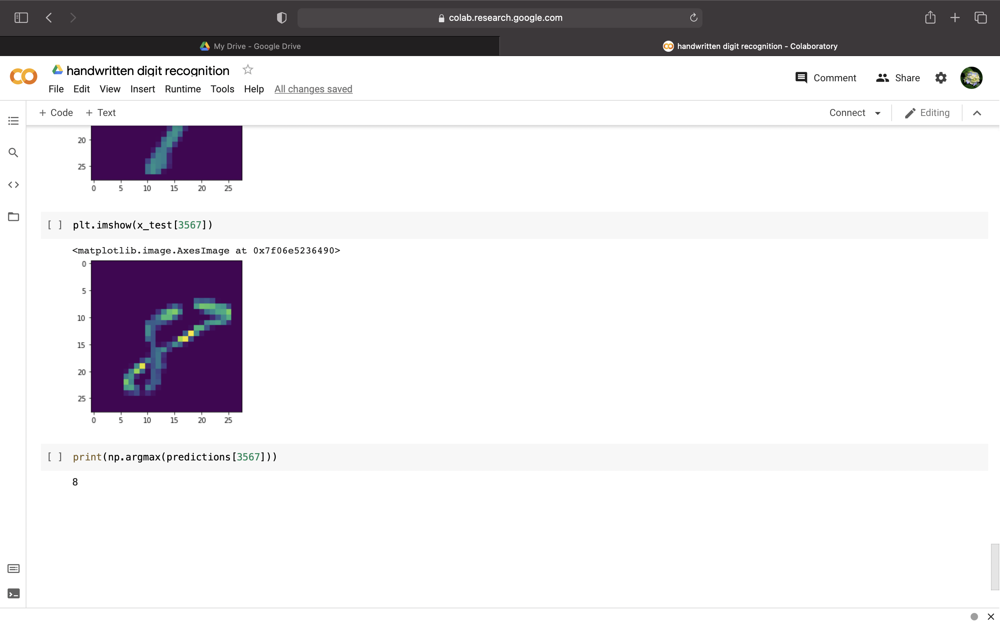 colab.research.google.com
My Drive - Google Drive
handwritten digit recognition - Colaboratory
handwritten digit recognition
Comment
Share
File Edit View Insert Runtime Tools Help All changes saved
+ Code + Text
Connect
Editing
20
25
0 5 10 15 20 25
[ ] plt.imshow(x_test[3567])
<matplotlib.image.AxesImage at 0x7f06e5236490>
0
5
10
15
20
25
0 5 10 15 20 25
[ ] print(np.argmax(predictions[3567]))
8